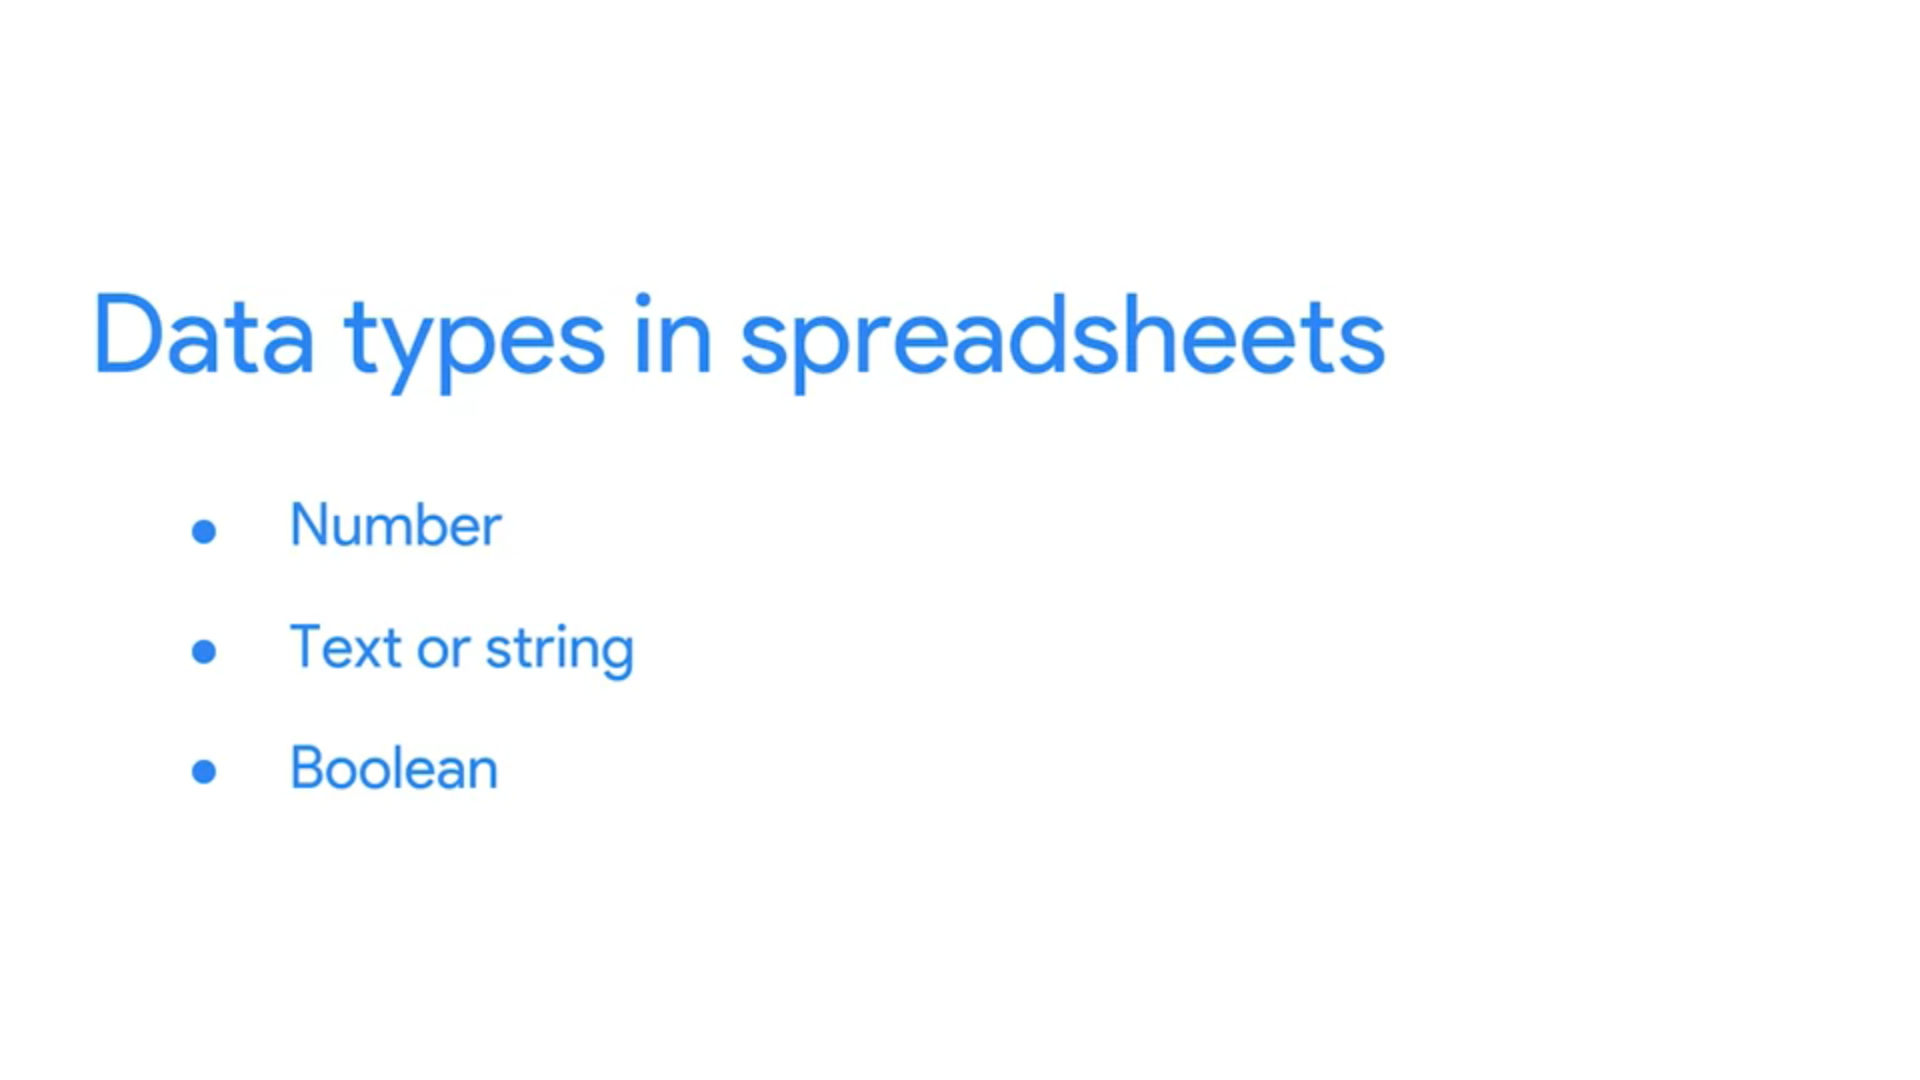 Data types in spreadsheets
● Number
● Text or string
● Boolean